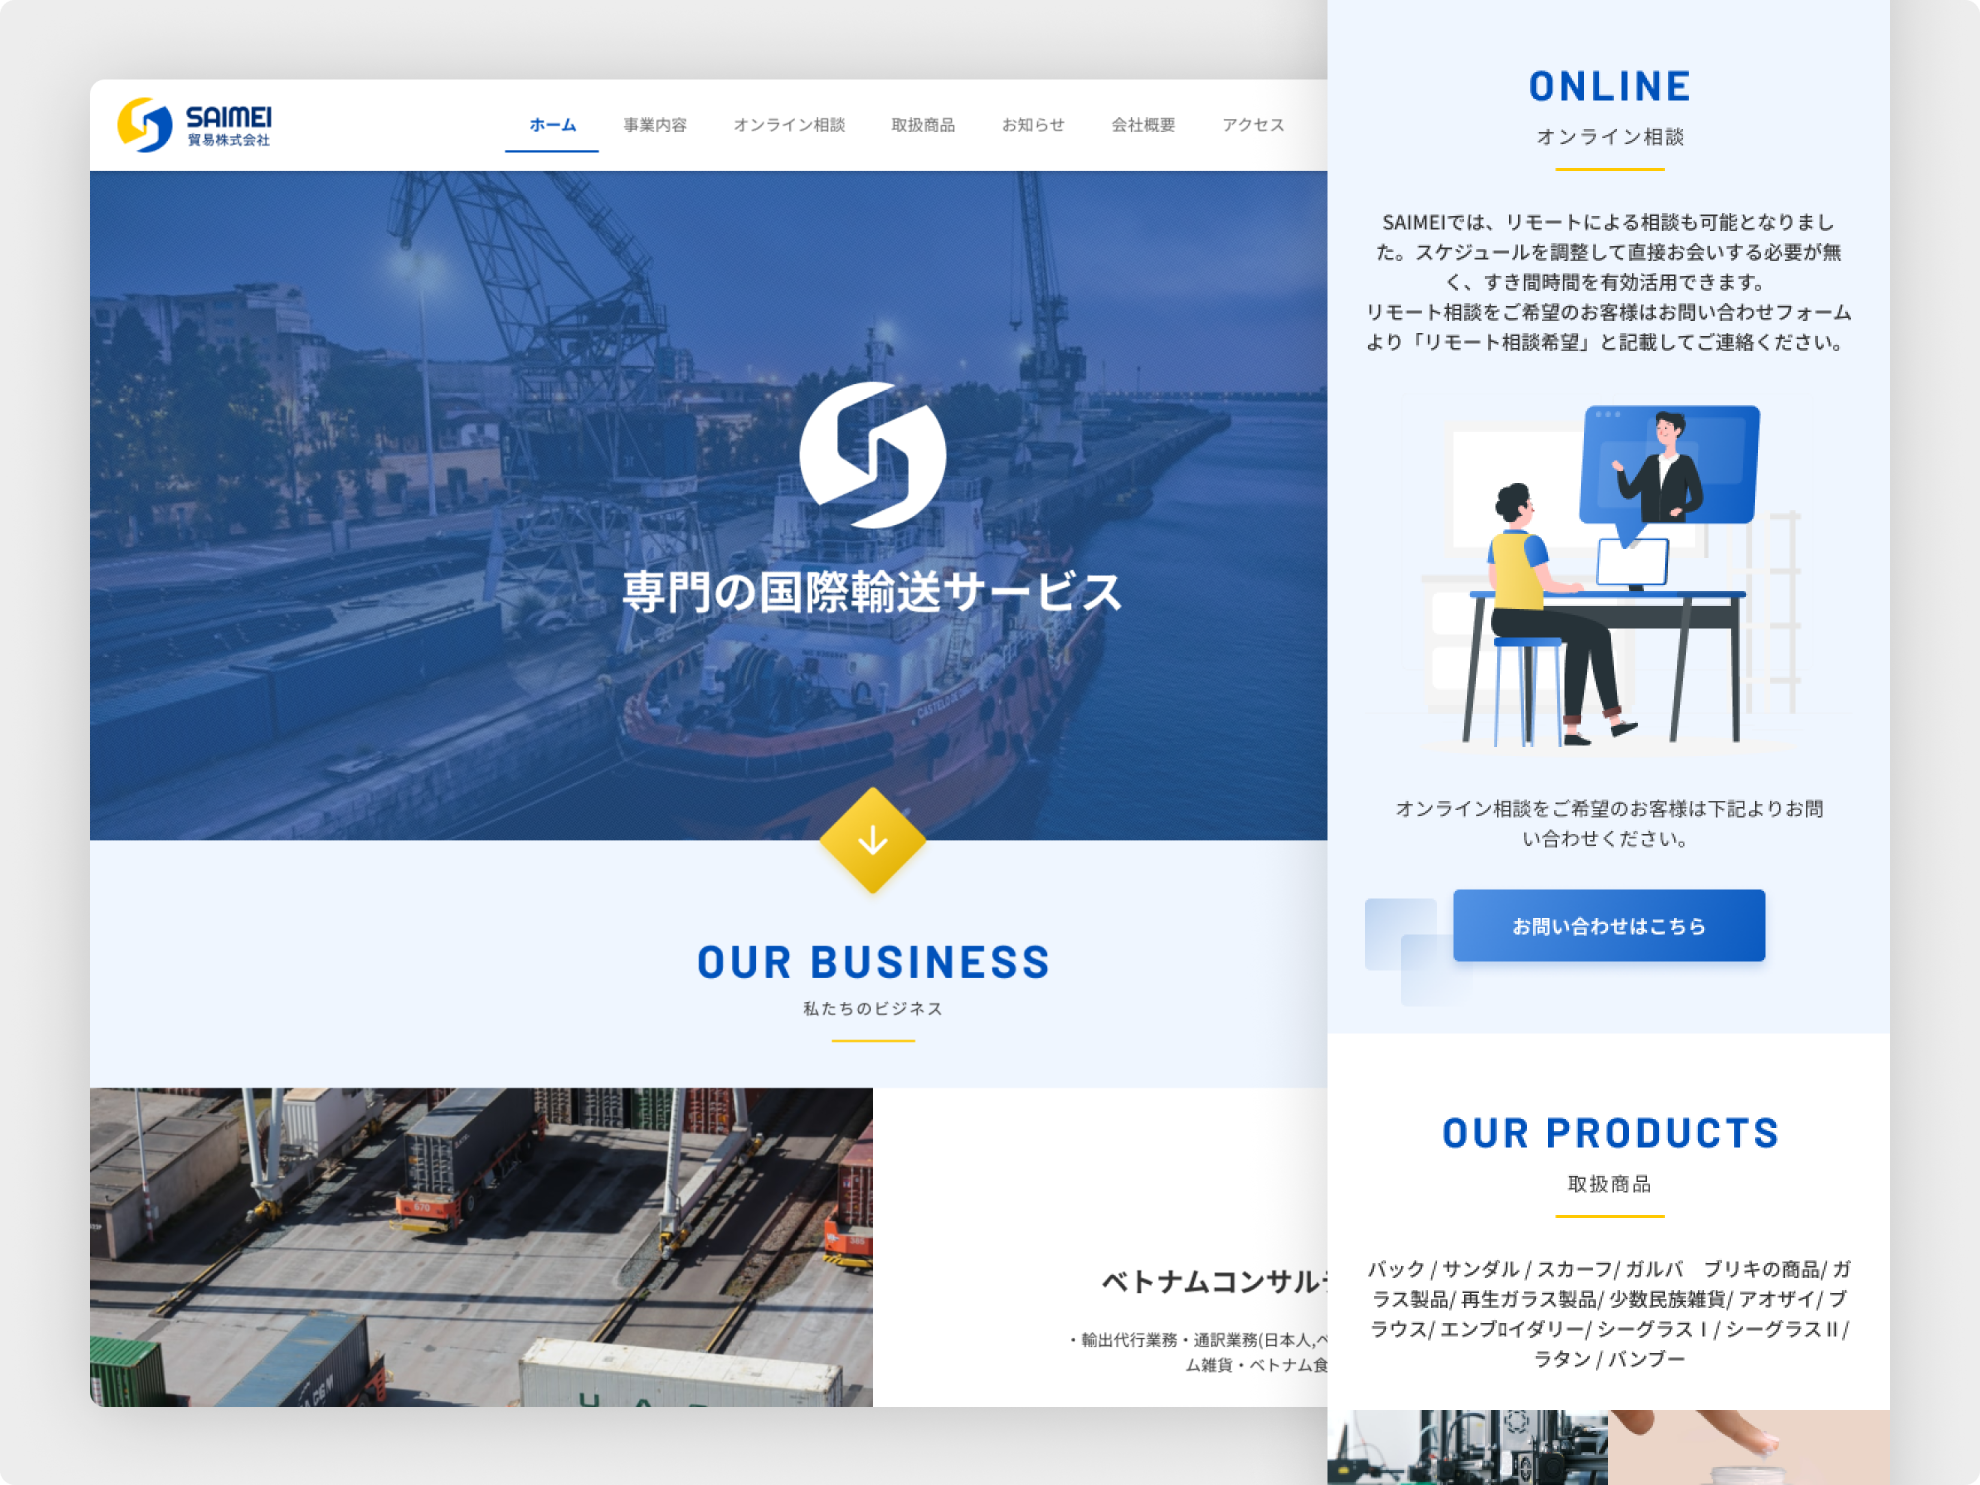 SAIMEI
貿易株式会社
ホーム
事業内容
オンライン相談
取扱商品
お知らせ
会社概要
アクセス
専門の国際輸送サービス
CASTELO DE
OUR BUSINESS
私たちのビジネス
670
365
ベトナムコンサル
・輸出代行業務・通訳業務(日本人,ベ
ム雑貨・ベトナム食
ONLINE
オンライン相談
SAIMEIでは、リモートによる相談も可能となりまし
た。スケジュールを調整して直接お会いする必要が無
く、すき間時間を有効活用できます。
リモート相談をご希望のお客様はお問い合わせフォーム
より「リモート相談希望」と記載してご連絡ください。
オンライン相談をご希望のお客様は下記よりお問
い合わせください。
お問い合わせはこちら
OUR PRODUCTS
取扱商品
バック / サンダル / スカーフ/ ガルバ　ブリキの商品/ ガ
ラス製品/ 再生ガラス製品/ 少数民族雑貨/ アオザイ/ ブ
ラウス/ エンブロイダリー/ シーグラスⅠ/ シーグラスⅡ/
ラタン / バンブー